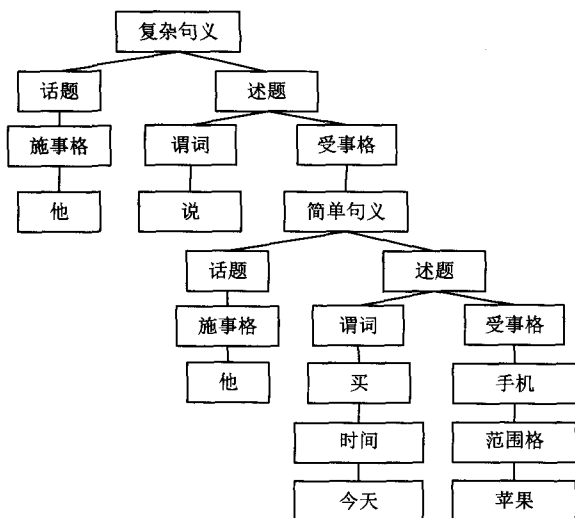 复杂句义
话题 述题
施事格 谓词 受事格
他 说 简单句义
话题 述题
施事格 谓词 受事格
他 买 手机
时间 范围格
今天 苹果